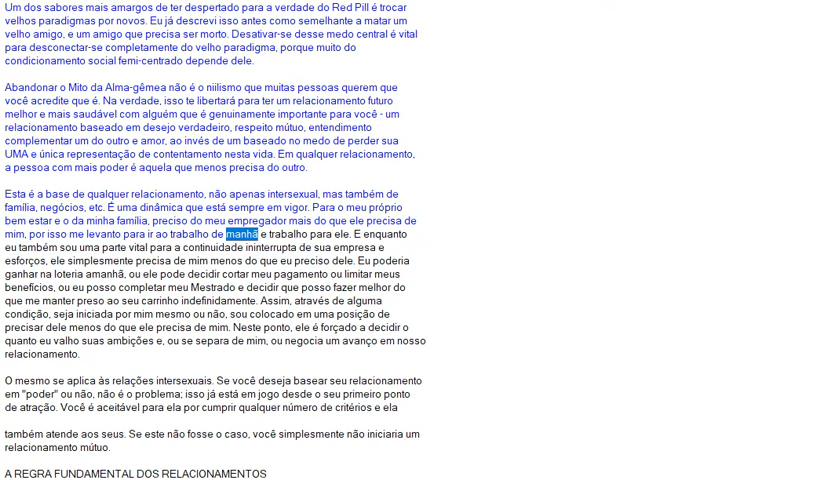 Um dos sabores mais amargos de ter despertado para a verdade do Red Pill é trocar
velhos paradigmas por novos. Eu já descrevi isso antes como semelhante a matar um
velho amigo, e um amigo que precisa ser morto. Desativar-se desse medo central é vital
para desconectar-se completamente do velho paradigma, porque muito do
condicionamento social femi-centrado depende dele.
Abandonar o Mito da Alma-gêmea não é o niilismo que muitas pessoas querem que
você acredite que é. Na verdade, isso te libertará para ter um relacionamento futuro
melhor e mais saudável com alguém que é genuinamente importante para você - um
relacionamento baseado em desejo verdadeiro, respeito mútuo, entendimento
complementar um do outro e amor, ao invés de um baseado no medo de perder sua
UMA e única representação de contentamento nesta vida. Em qualquer relacionamento,
a pessoa com mais poder é aquela que menos precisa do outro.
Esta é a base de qualquer relacionamento, não apenas intersexual, mas também de
família, negócios, etc. É uma dinâmica que está sempre em vigor. Para o meu próprio
bem estar e o da minha família, preciso do meu empregador mais do que ele precisa de
mim, por isso me levanto para ir ao trabalho de manhã e trabalho para ele. E enquanto
eu também sou uma parte vital para a continuidade ininterrupta de sua empresa e
esforços, ele simplesmente precisa de mim menos do que eu preciso dele. Eu poderia
ganhar na loteria amanhã, ou ele pode decidir cortar meu pagamento ou limitar meus
benefícios, ou eu posso completar meu Mestrado e decidir que posso fazer melhor do
que me manter preso ao seu carrinho indefinidamente. Assim, através de alguma
condição, seja iniciada por mim mesmo ou não, sou colocado em uma posição de
precisar dele menos do que ele precisa de mim. Neste ponto, ele é forçado a decidir o
quanto eu valho suas ambições e, ou se separa de mim, ou negocia um avanço em nosso
relacionamento.
O mesmo se aplica às relações intersexuais. Se você deseja basear seu relacionamento
em "poder" ou não, não é o problema; isso já está em jogo desde o seu primeiro ponto
de atração. Você é aceitável para ela por cumprir qualquer número de critérios e ela
também atende aos seus. Se este não fosse o caso, você simplesmente não iniciaria um
relacionamento mútuo.
A REGRA FUNDAMENTAL DOS RELACIONAMENTOS